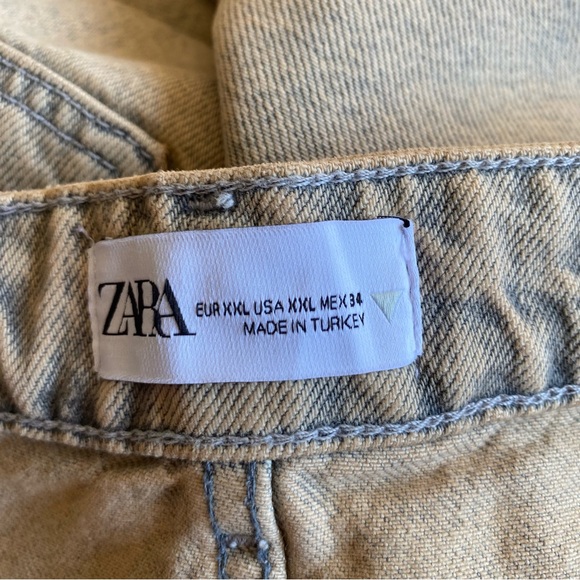 ZARA
EUR XXL USA XXL MEX 34
MADE IN TURKEY